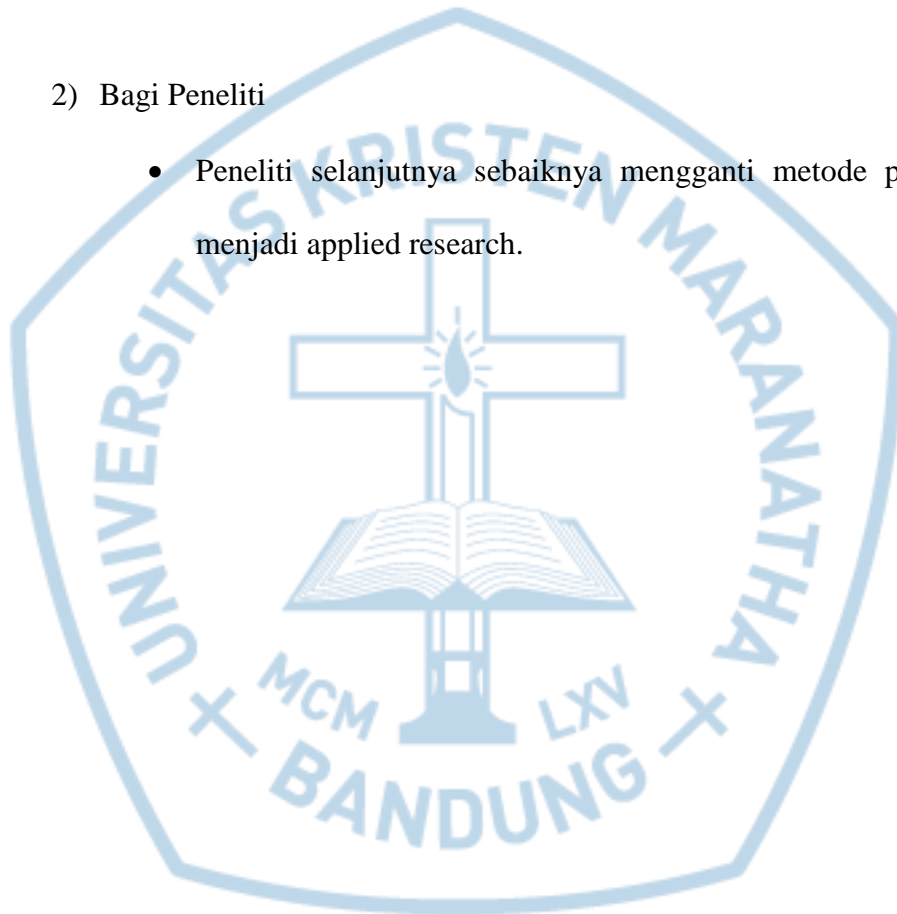 2) Bagi Peneliti
• Peneliti selanjutnya sebaiknya mengganti metode
menjadi applied research.
UNIVERSITAS KRISTEN MARANATHA
MCM LXV
BANDUNG